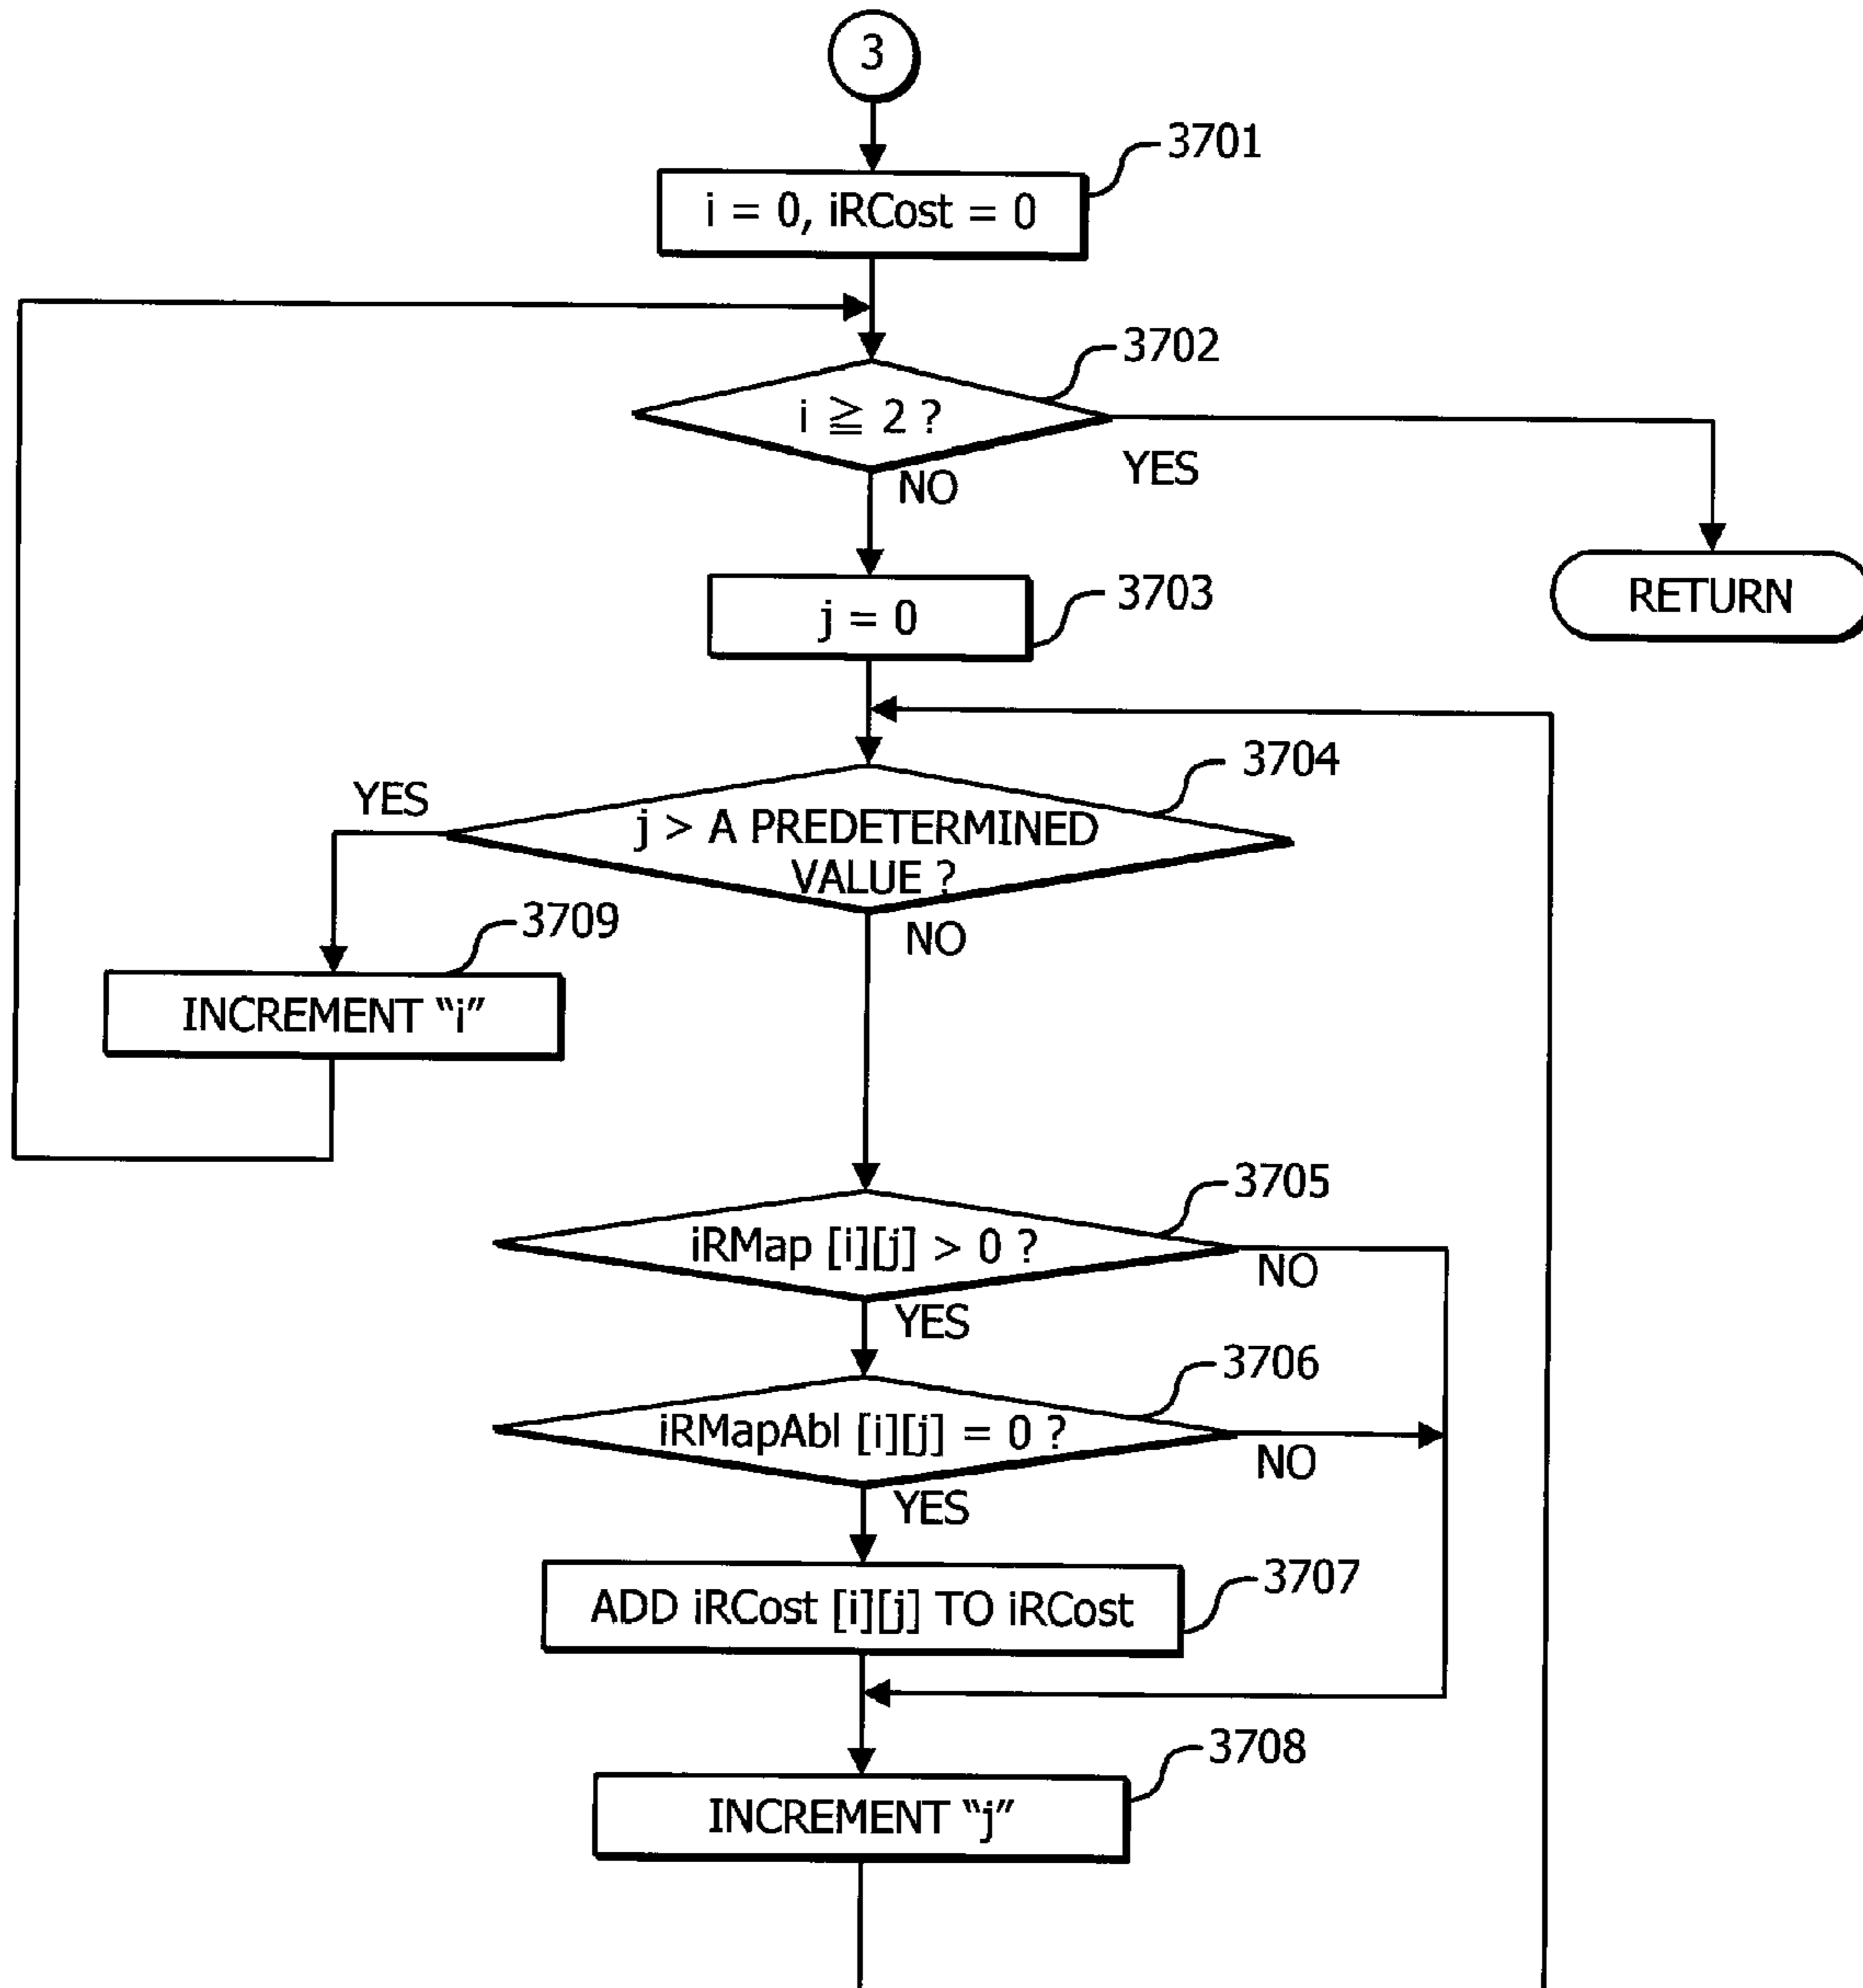 3
3701
i = 0, iRCost = 0
3702
i ≧ 2 ?
YES
NO
3703
j = 0
RETURN
3704
YES
j > A PREDETERMINED
VALUE ?
NO
3709
INCREMENT “i”
3705
iRMap [i][j] > 0 ?
NO
YES
3706
iRMapAbl [i][j] = 0 ?
NO
YES
3707
ADD iRCost [i][j] TO iRCost
3708
INCREMENT “j”